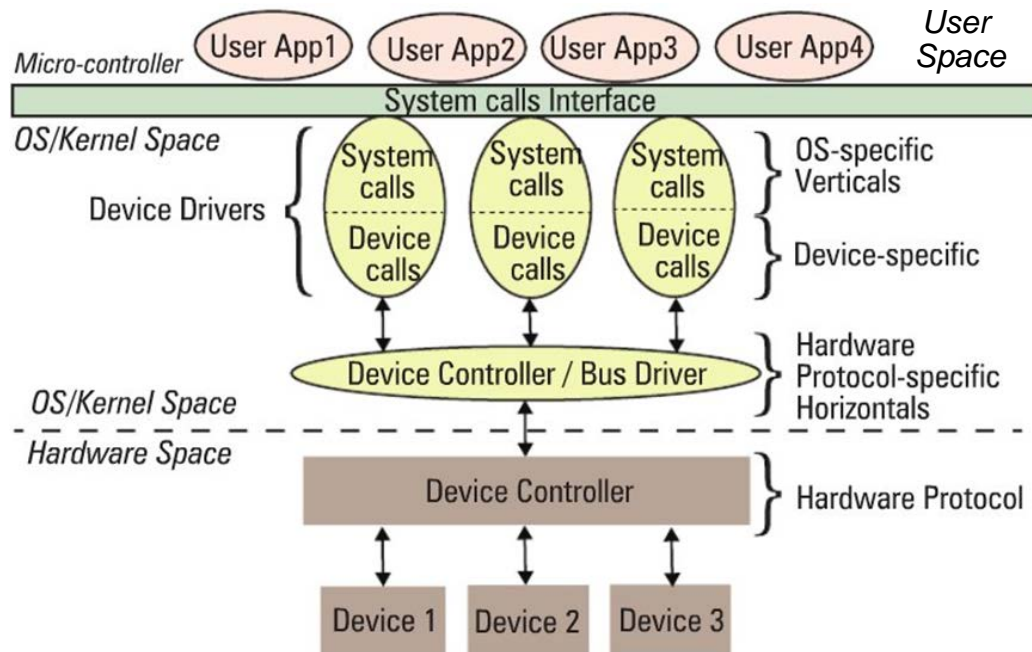 User App1
User App2
User App3
User App4
User
Space
Micro-controller
System calls Interface
OS/Kernel Space
Device Drivers
System
calls
Device
calls
System
calls
Device
calls
System
calls
Device
calls
OS-specific
Verticals
Device-specific
Device Controller / Bus Driver
Hardware
Protocol-specific
Horizontals
OS/Kernel Space
Hardware Space
Device Controller
Hardware Protocol
Device 1
Device 2
Device 3